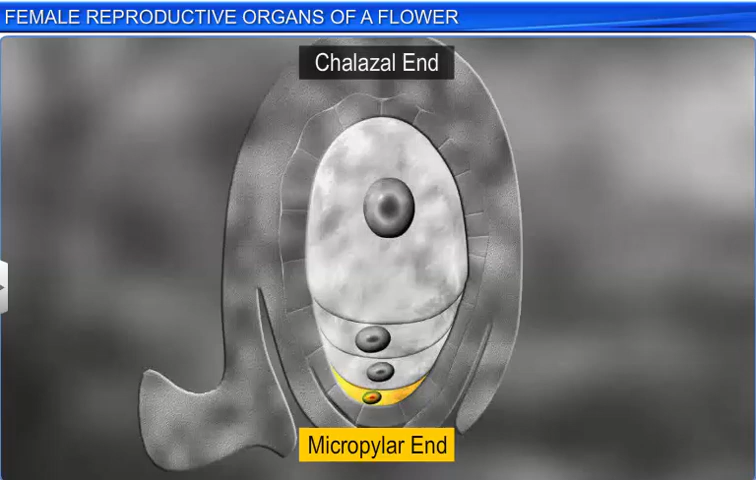 FEMALE REPRODUCTIVE ORGANS OF A FLOWER
Chalazal End
Micropylar End